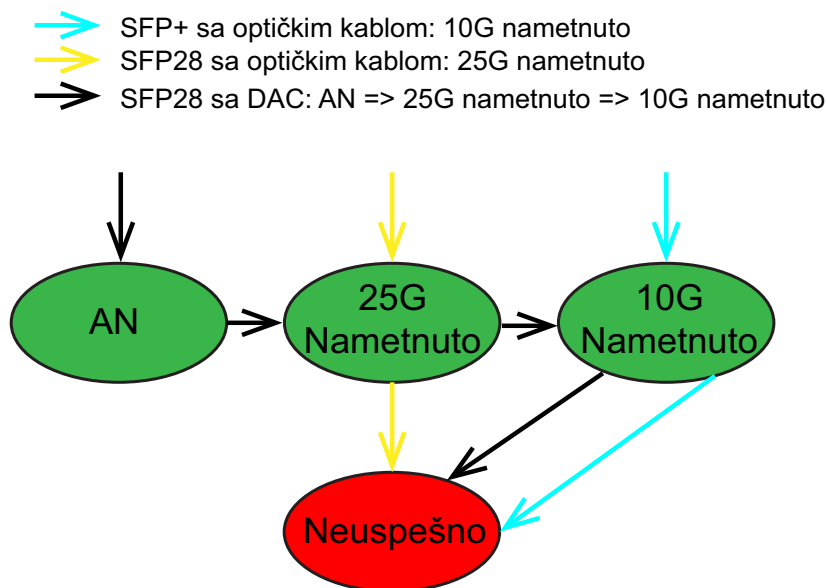 SFP+ sa optičkim kablom: 10G nametnuto
SFP28 sa optičkim kablom: 25G nametnuto
SFP28 sa DAC: AN => 25G nametnuto => 10G nametnuto
AN
25G
Nametnuto
10G
Nametnuto
Neuspešno